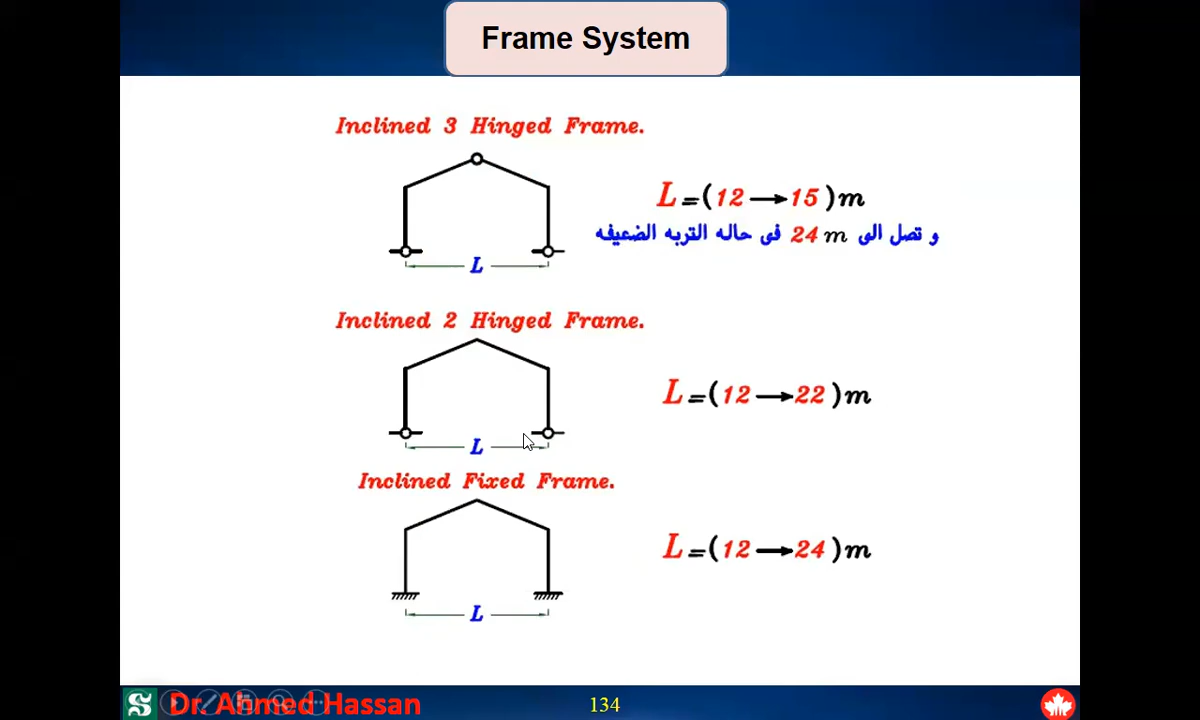 Frame System
Inclined 3 Hinged Frame.
L=(12→15)m
و تصل الى 24 m فى حاله التربه الضعيفه
L
Inclined 2 Hinged Frame.
L=(12→22)m
L
Inclined Fixed Frame.
L=(12→24)m
L
Dr. Ahmed Hassan
134